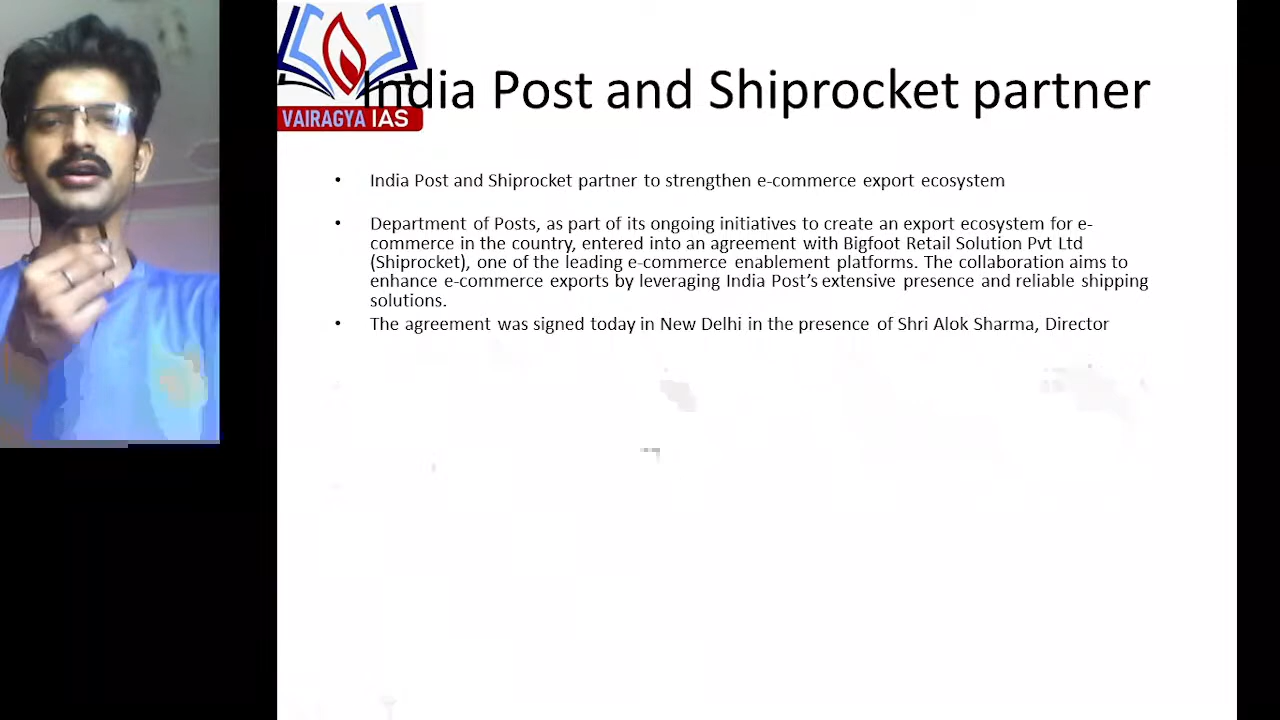 India Post and Shiprocket partner
VAIRAGYA IAS
• India Post and Shiprocket partner to strengthen e-commerce export ecosystem
• Department of Posts, as part of its ongoing initiatives to create an export ecosystem for e-
commerce in the country, entered into an agreement with Bigfoot Retail Solution Pvt Ltd
(Shiprocket), one of the leading e-commerce enablement platforms. The collaboration aims to
enhance e-commerce exports by leveraging India Post’s extensive presence and reliable shipping
solutions.
• The agreement was signed today in New Delhi in the presence of Shri Alok Sharma, Director